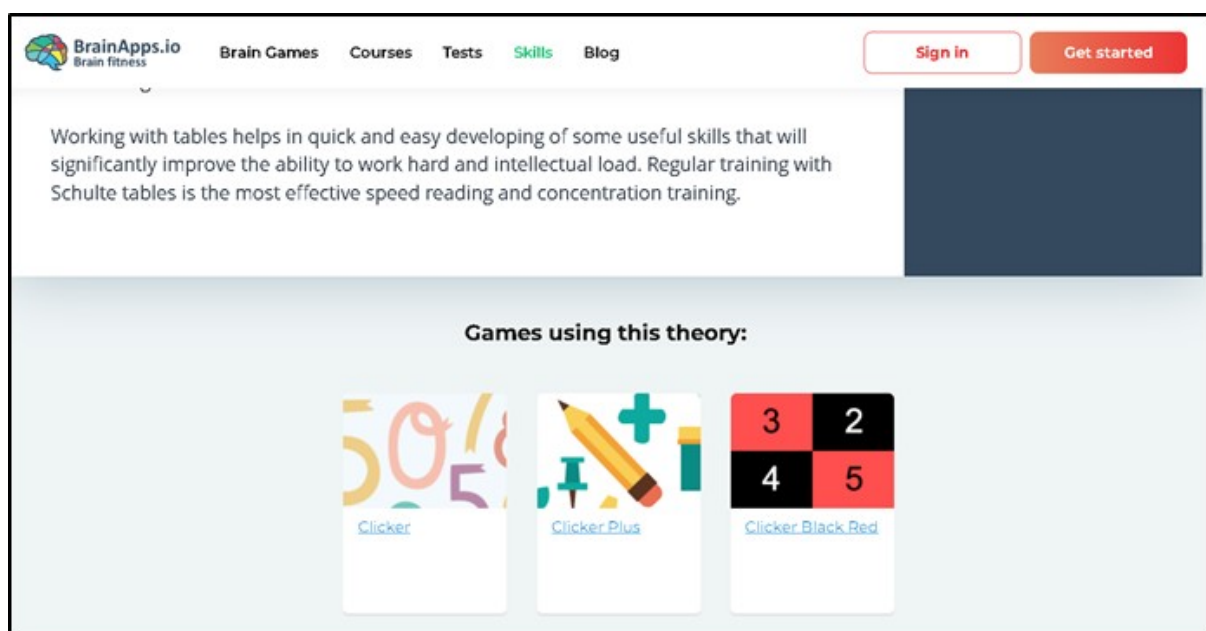 BrainApps.io
Brain fitness
Brain Games Courses Tests Skills Blog Sign in Get started
Working with tables helps in quick and easy developing of some useful skills that will
significantly improve the ability to work hard and intellectual load. Regular training with
Schulte tables is the most effective speed reading and concentration training.
Games using this theory:
50
5
3 2
4 5
Clicker Clicker Plus Clicker Black Red